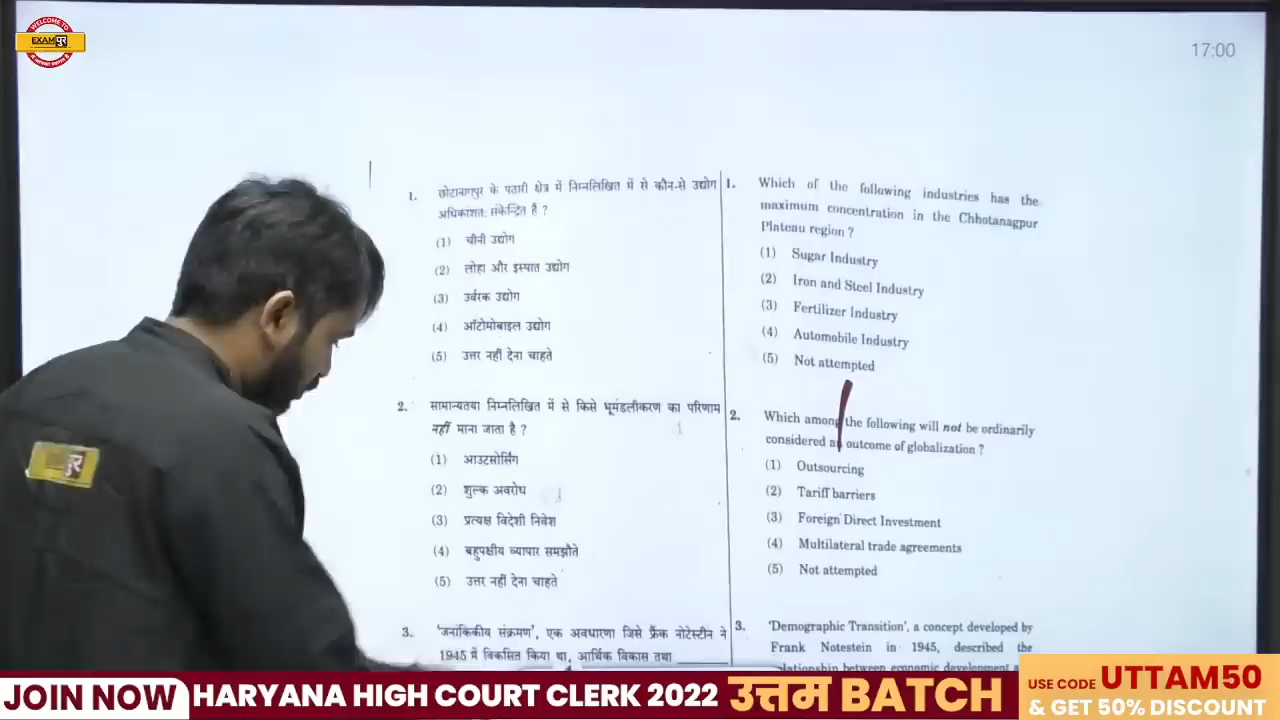 WELCOME TO
EXAMपुर
17:00
1. छोटानागपुर के पठारी क्षेत्र में निम्नलिखित में से कौन-से उद्योग
अधिकाशत: संकेन्द्रित है ?
(1) चीनी उद्योग
(2) लोहा और इस्पात उद्योग
(3) उर्वरक उद्योग
(4) ऑटोमोबाइल उद्योग
(5) उत्तर नहीं देना चाहते
2. सामान्यतया निम्नलिखित में से किसे भूमंडलीकरण का परिणाम
नहीं माना जाता है ?
(1) आउटसोर्सिंग
(2) शुल्क अवरोध
(3) प्रत्यक्ष विदेशी निवेश
(4) बहुपक्षीय व्यापार समझौते
(5) उत्तर नहीं देना चाहते
3. 'जनांकिकीय संक्रमण', एक अवधारणा जिसे फ्रैंक नोटेस्टीन ने
1945 में विकसित किया था, आर्थिक विकास तथा
1. Which of the following industries has the
maximum concentration in the Chhotanagpur
Plateau region ?
(1) Sugar Industry
(2) Iron and Steel Industry
(3) Fertilizer Industry
(4) Automobile Industry
(5) Not attempted
2. Which among the following will not be ordinarily
considered an outcome of globalization ?
(1) Outsourcing
(2) Tariff barriers
(3) Foreign Direct Investment
(4) Multilateral trade agreements
(5) Not attempted
3. 'Demographic Transition', a concept developed by
Frank Notestein in 1945, described the
relationship between economic development
पुर
JOIN NOW HARYANA HIGH COURT CLERK 2022 उत्तम BATCH
USE CODE UTTAM50
& GET 50% DISCOUNT